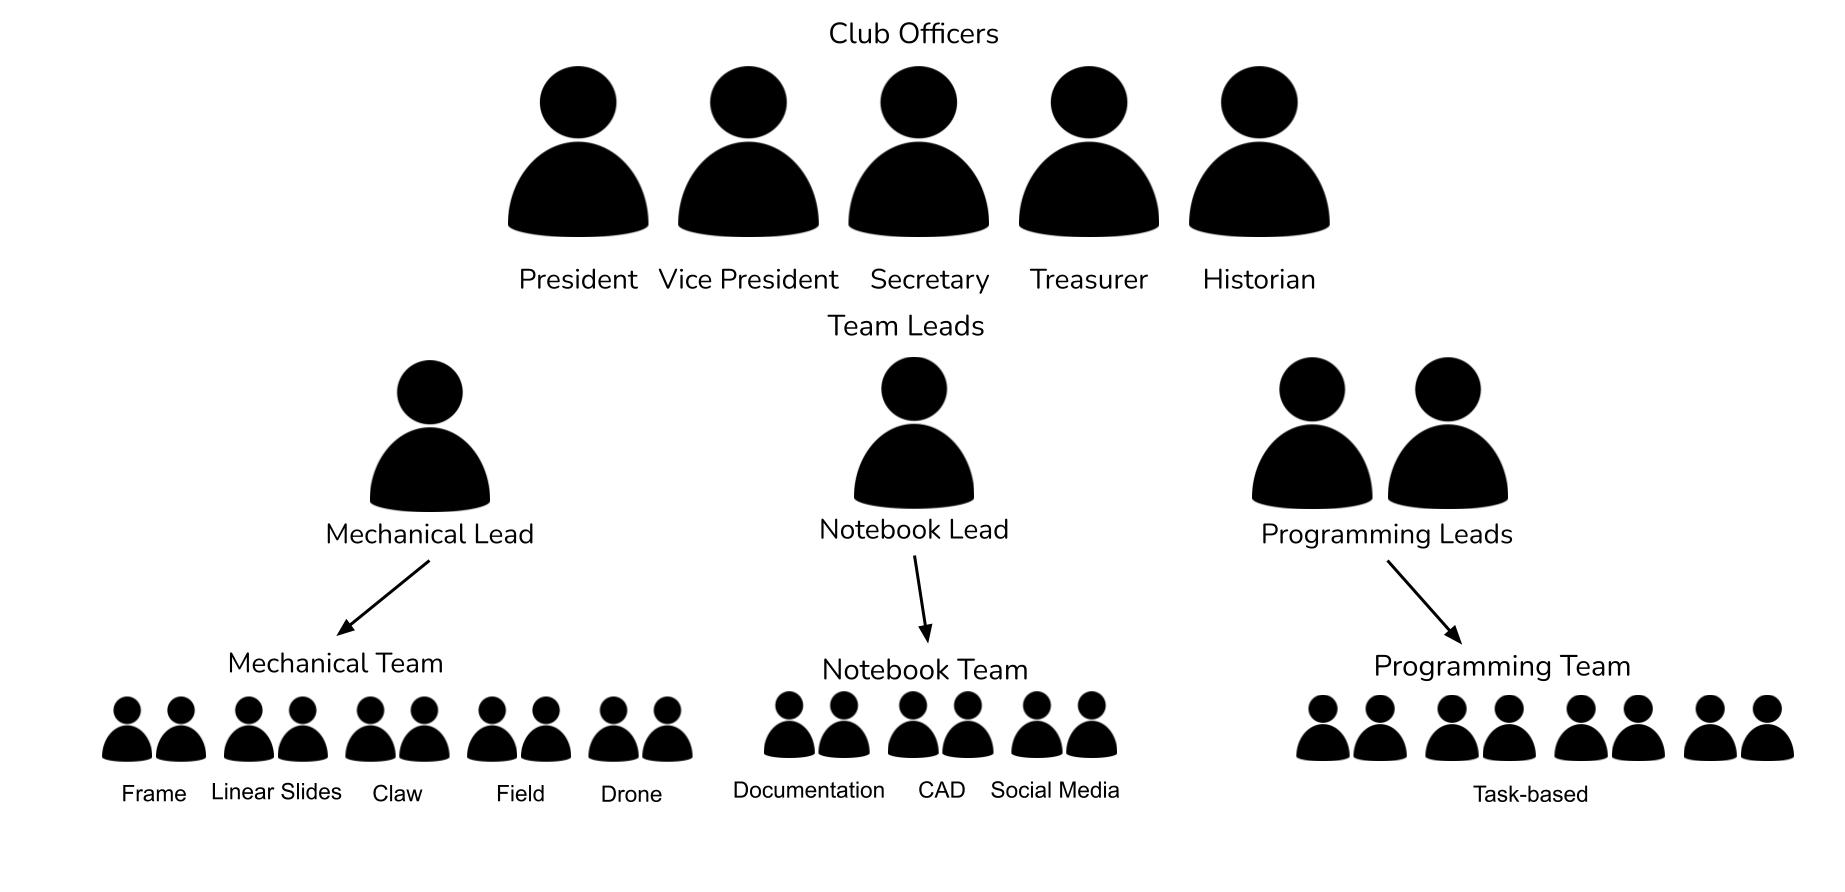 Club Officers
President
Vice President
Secretary
Treasurer
Historian
Team Leads
Mechanical Lead
Notebook Lead
Programming Leads
Mechanical Team
Notebook Team
Programming Team
Frame
Linear Slides
Claw
Field
Drone
Documentation
CAD
Social Media
Task-based